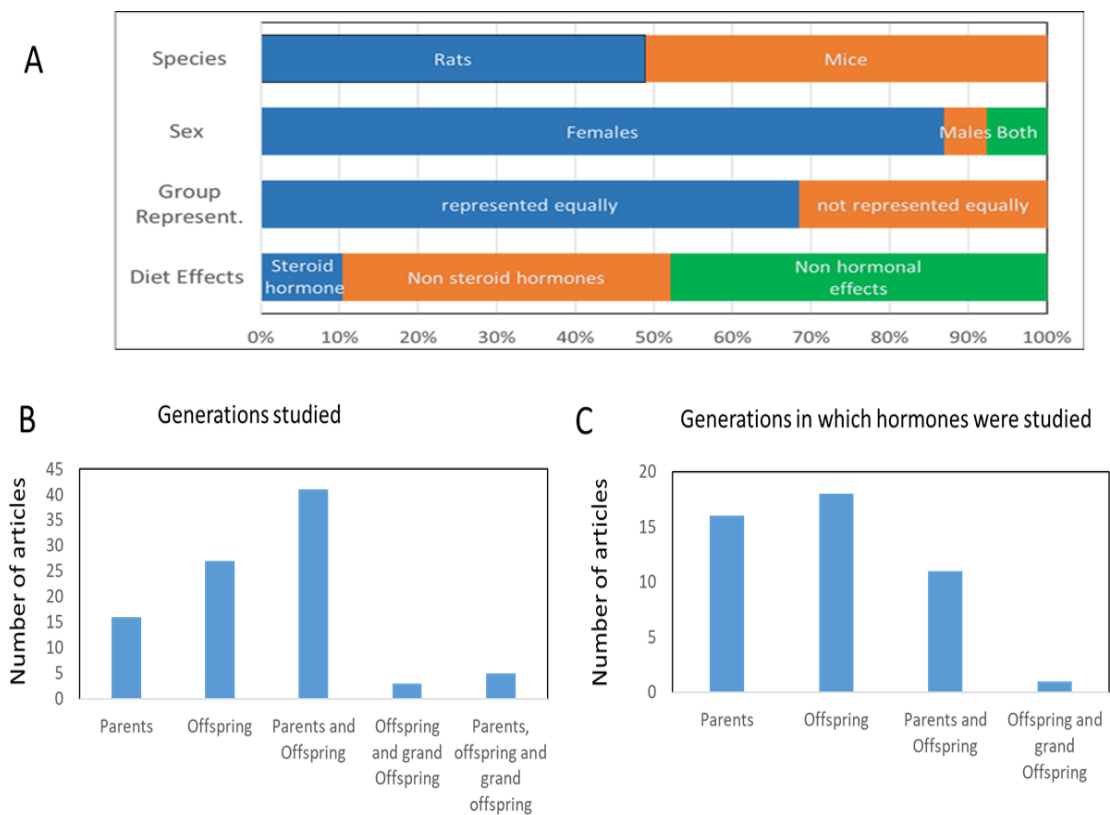 A
Species
Rats
Mice
Sex
Females
Males
Both
Group
Represent.
represented equally
not represented equally
Diet Effects
Steroid
hormone
Non steroid hormones
Non hormonal
effects
0% 10% 20% 30% 40% 50% 60% 70% 80% 90% 100%
B
Generations studied
Number of articles
45
40
35
30
25
20
15
10
5
0
Parents
Offspring
Parents and
Offspring
Offspring
and grand
Offspring
Parents,
offspring and
grand
offspring
C
Generations in which hormones were studied
Number of articles
20
15
10
5
0
Parents
Offspring
Parents and
Offspring
Offspring and
grand
Offspring